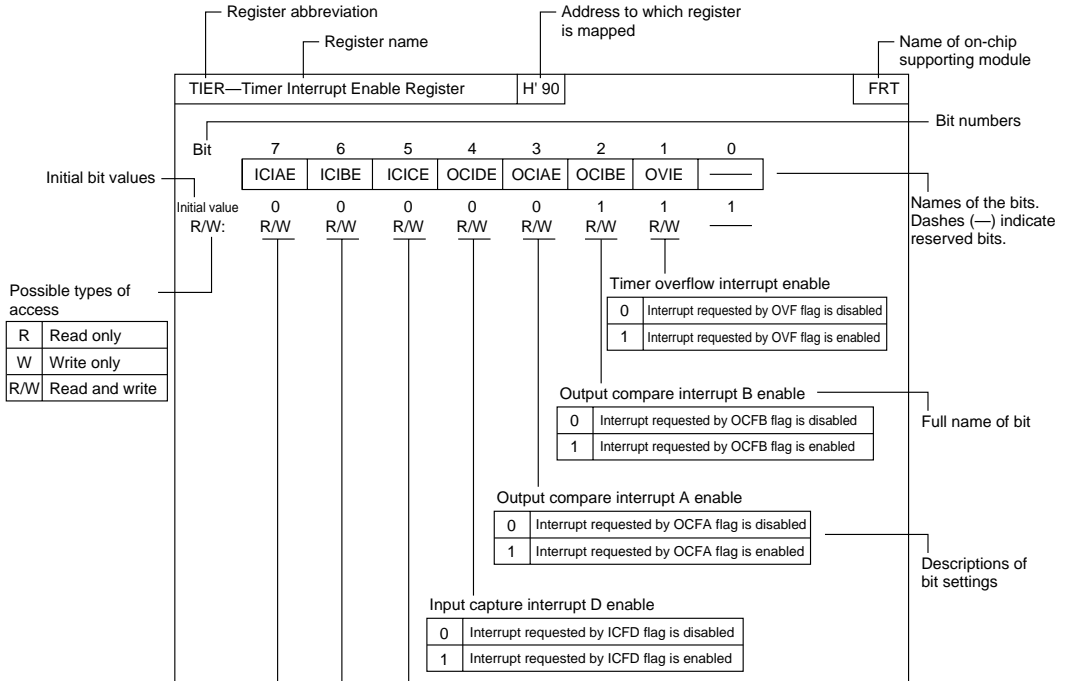 Register abbreviation
Register name
Address to which register
is mapped
Name of on-chip
supporting module
TIER—Timer Interrupt Enable Register H' 90 FRT
Bit numbers
Bit 7 6 5 4 3 2 1 0
ICIAE ICIBE ICICE OCIDE OCIAE OCIBE OVIE —
Initial bit values
Initial value 0 0 0 0 0 1 1 1
R/W: R/W R/W R/W R/W R/W R/W R/W —
Names of the bits.
Dashes (—) indicate
reserved bits.
Possible types of
access
R Read only
W Write only
R/W Read and write
Timer overflow interrupt enable
0 Interrupt requested by OVF flag is disabled
1 Interrupt requested by OVF flag is enabled
Output compare interrupt B enable
0 Interrupt requested by OCFB flag is disabled
1 Interrupt requested by OCFB flag is enabled
Full name of bit
Output compare interrupt A enable
0 Interrupt requested by OCFA flag is disabled
1 Interrupt requested by OCFA flag is enabled
Descriptions of
bit settings
Input capture interrupt D enable
0 Interrupt requested by ICFD flag is disabled
1 Interrupt requested by ICFD flag is enabled